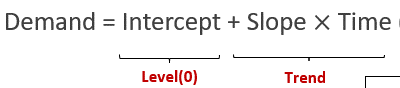 Demand = Intercept + Slope × Time (
Level(0) Trend